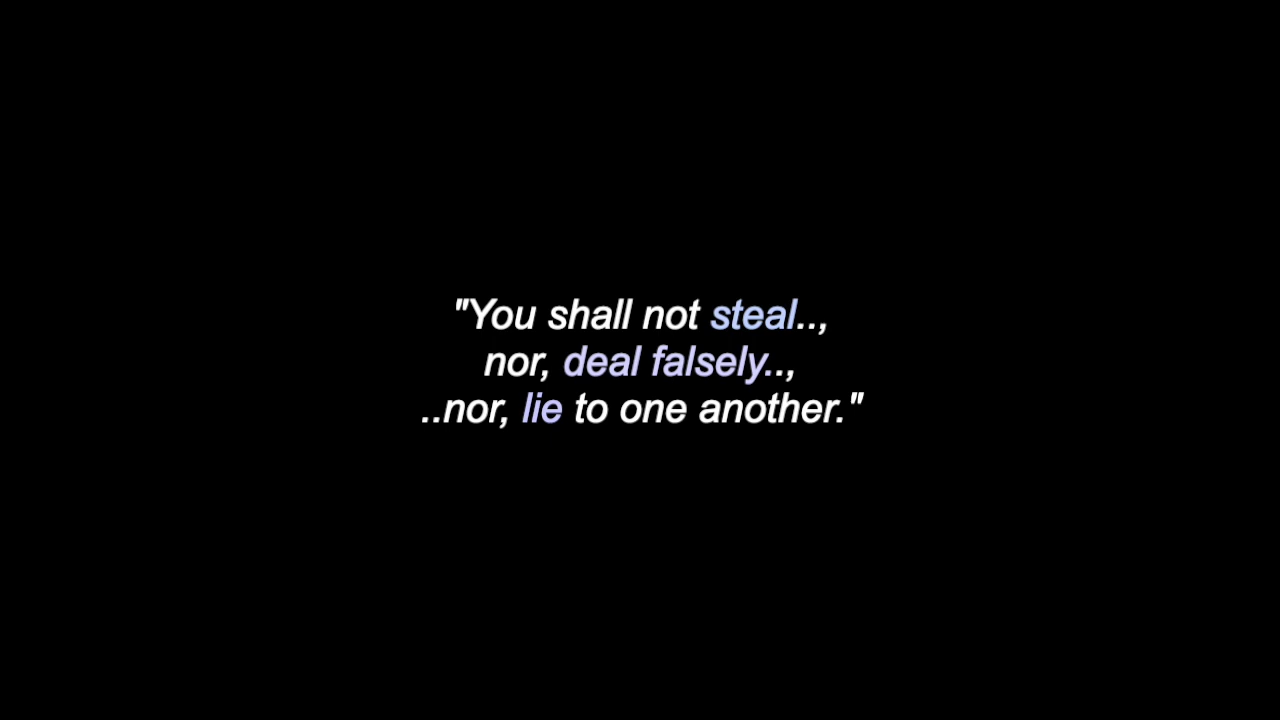 "You shall not steal..,
nor, deal falsely..,
..nor, lie to one another."